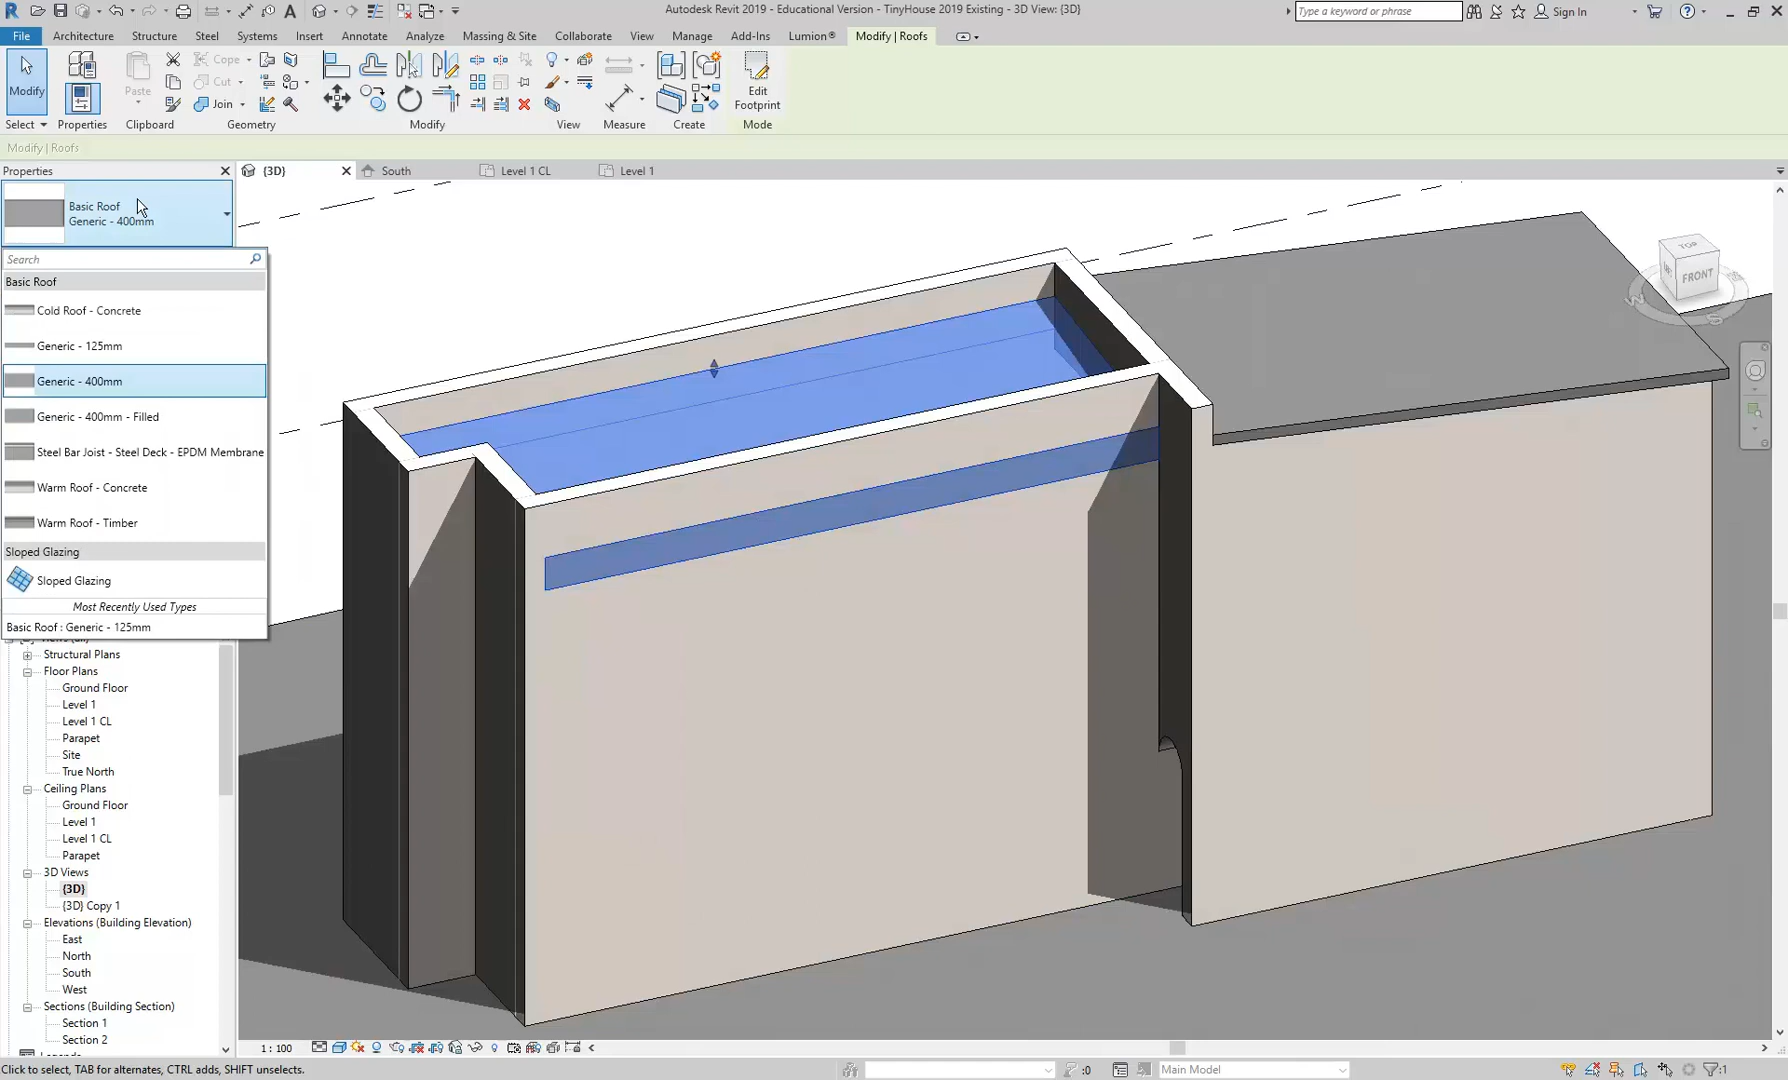 Autodesk Revit 2019 - Educational Version - TinyHouse 2019 Existing - 3D View: {3D}
Type a keyword or phrase
Sign In
File
Architecture
Structure
Steel
Systems
Insert
Annotate
Analyze
Massing & Site
Collaborate
View
Manage
Add-Ins
Lumion®
Modify | Roofs
Modify
Paste
Cope
Cut
Join
Edit
Footprint
Select
Properties
Clipboard
Geometry
Modify
View
Measure
Create
Mode
Modify | Roofs
Properties
{3D}
South
Level 1 CL
Level 1
Basic Roof
Generic - 400mm
Search
Basic Roof
Cold Roof - Concrete
Generic - 125mm
Generic - 400mm
Generic - 400mm - Filled
Steel Bar Joist - Steel Deck - EPDM Membrane
Warm Roof - Concrete
Warm Roof - Timber
Sloped Glazing
Sloped Glazing
Most Recently Used Types
Basic Roof : Generic - 125mm
Structural Plans
Floor Plans
Ground Floor
Level 1
Level 1 CL
Parapet
Site
True North
Ceiling Plans
Ground Floor
Level 1
Level 1 CL
Parapet
3D Views
{3D}
{3D} Copy 1
Elevations (Building Elevation)
East
North
South
West
Sections (Building Section)
Section 1
Section 2
TOP
FRONT
W
S
1 : 100
Click to select, TAB for alternates, CTRL adds, SHIFT unselects.
:0
Main Model
:1